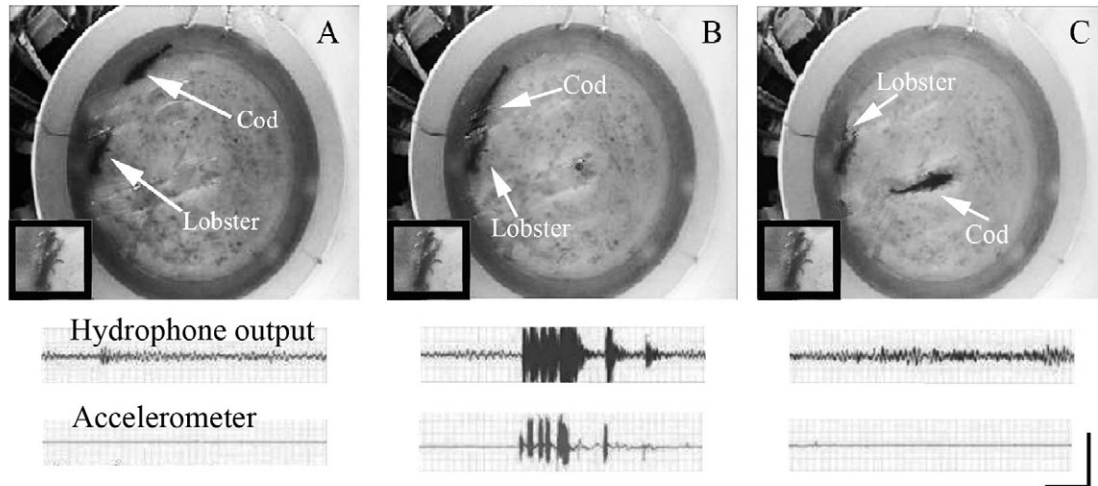 A
Cod
Lobster
B
Cod
Lobster
C
Lobster
Cod
Hydrophone output
Accelerometer